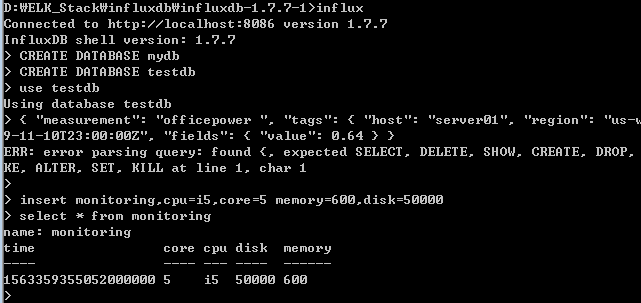 D:₩ELK_Stack₩influxdb₩influxdb-1.7.7-1>influx
Connected to http://localhost:8086 version 1.7.7
InfluxDB shell version: 1.7.7
> CREATE DATABASE mydb
> CREATE DATABASE testdb
> use testdb
Using database testdb
> { "measurement": "officepower ", "tags": { "host": "server01", "region": "us-w
9-11-10T23:00:00Z", "fields": { "value": 0.64 } }
ERR: error parsing query: found {, expected SELECT, DELETE, SHOW, CREATE, DROP,
KE, ALTER, SET, KILL at line 1, char 1
>
> insert monitoring,cpu=i5,core=5 memory=600,disk=50000
> select * from monitoring
name: monitoring
time                core cpu disk  memory
----                ---- --- ----  ------
1563359355052000000 5    i5  50000 600
>